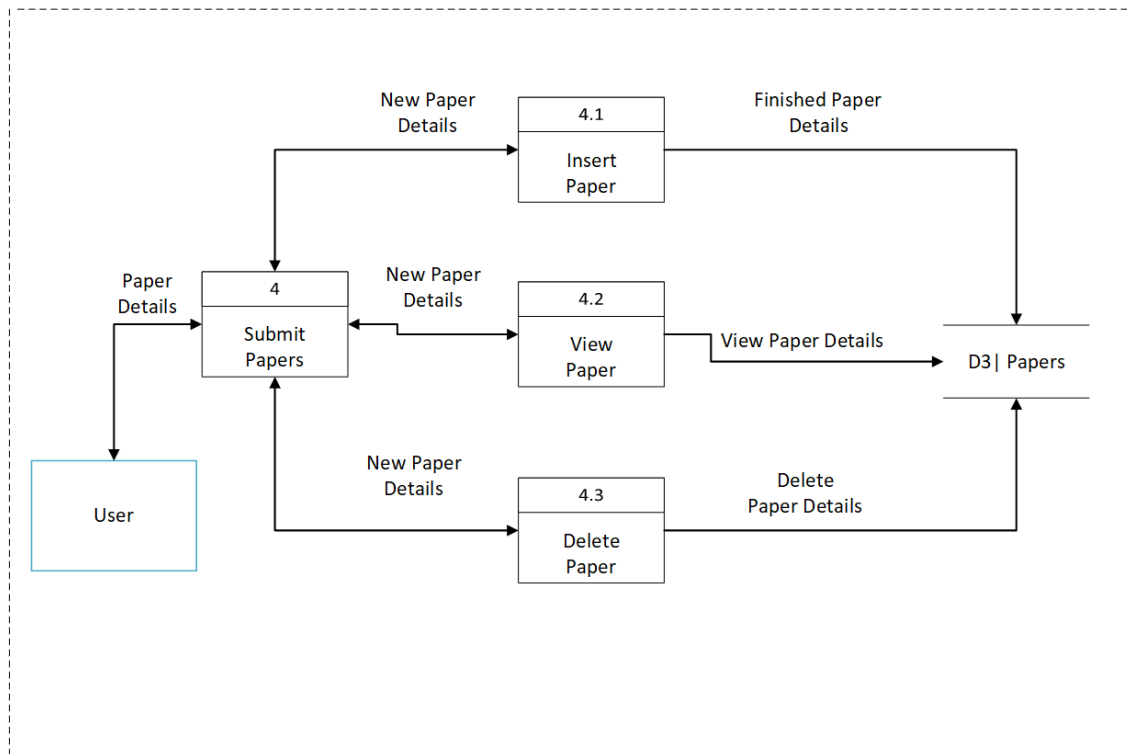 New Paper
Details
4.1
Insert
Paper
Finished Paper
Details
Paper
Details
4
Submit
Papers
New Paper
Details
4.2
View
Paper
View Paper Details
D3| Papers
User
New Paper
Details
4.3
Delete
Paper
Delete
Paper Details